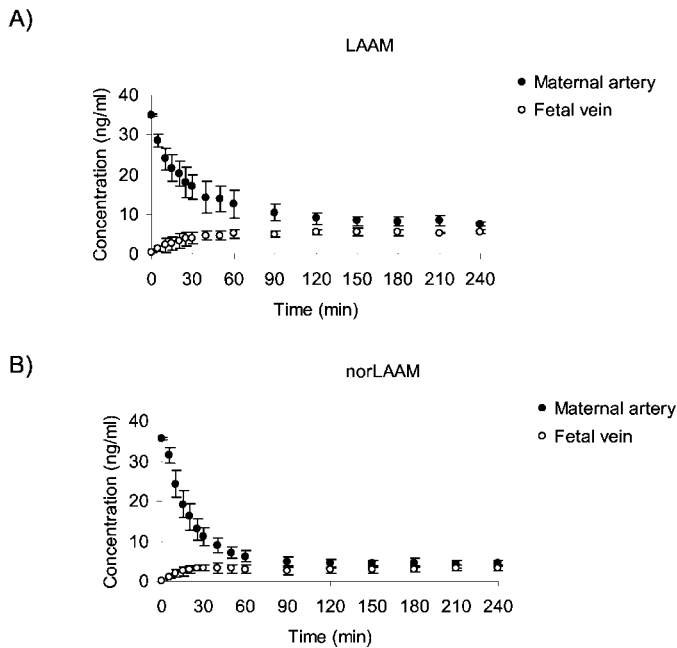 A)
LAAM
Maternal artery
Fetal vein
Concentration (ng/ml)
40
30
20
10
0
0 30 60 90 120 150 180 210 240
Time (min)
B)
norLAAM
Maternal artery
Fetal vein
Concentration (ng/ml)
40
30
20
10
0
0 30 60 90 120 150 180 210 240
Time (min)